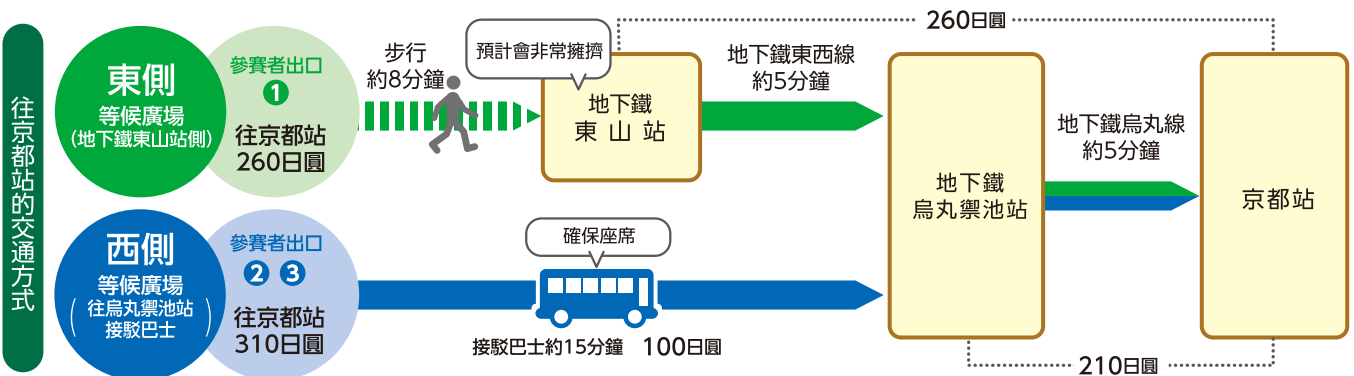 往京都站的交通方式
東側
等候廣場
(地下鐵東山站側)
參賽者出口
1
往京都站
260日圓
步行
約8分鐘
預計會非常擁擠
地下鐵
東山站
地下鐵東西線
約5分鐘
260日圓
地下鐵
烏丸禦池站
地下鐵烏丸線
約5分鐘
京都站
西側
等候廣場
(往烏丸禦池站
接駁巴士)
參賽者出口
2 3
往京都站
310日圓
確保座席
接駁巴士約15分鐘 100日圓
210日圓